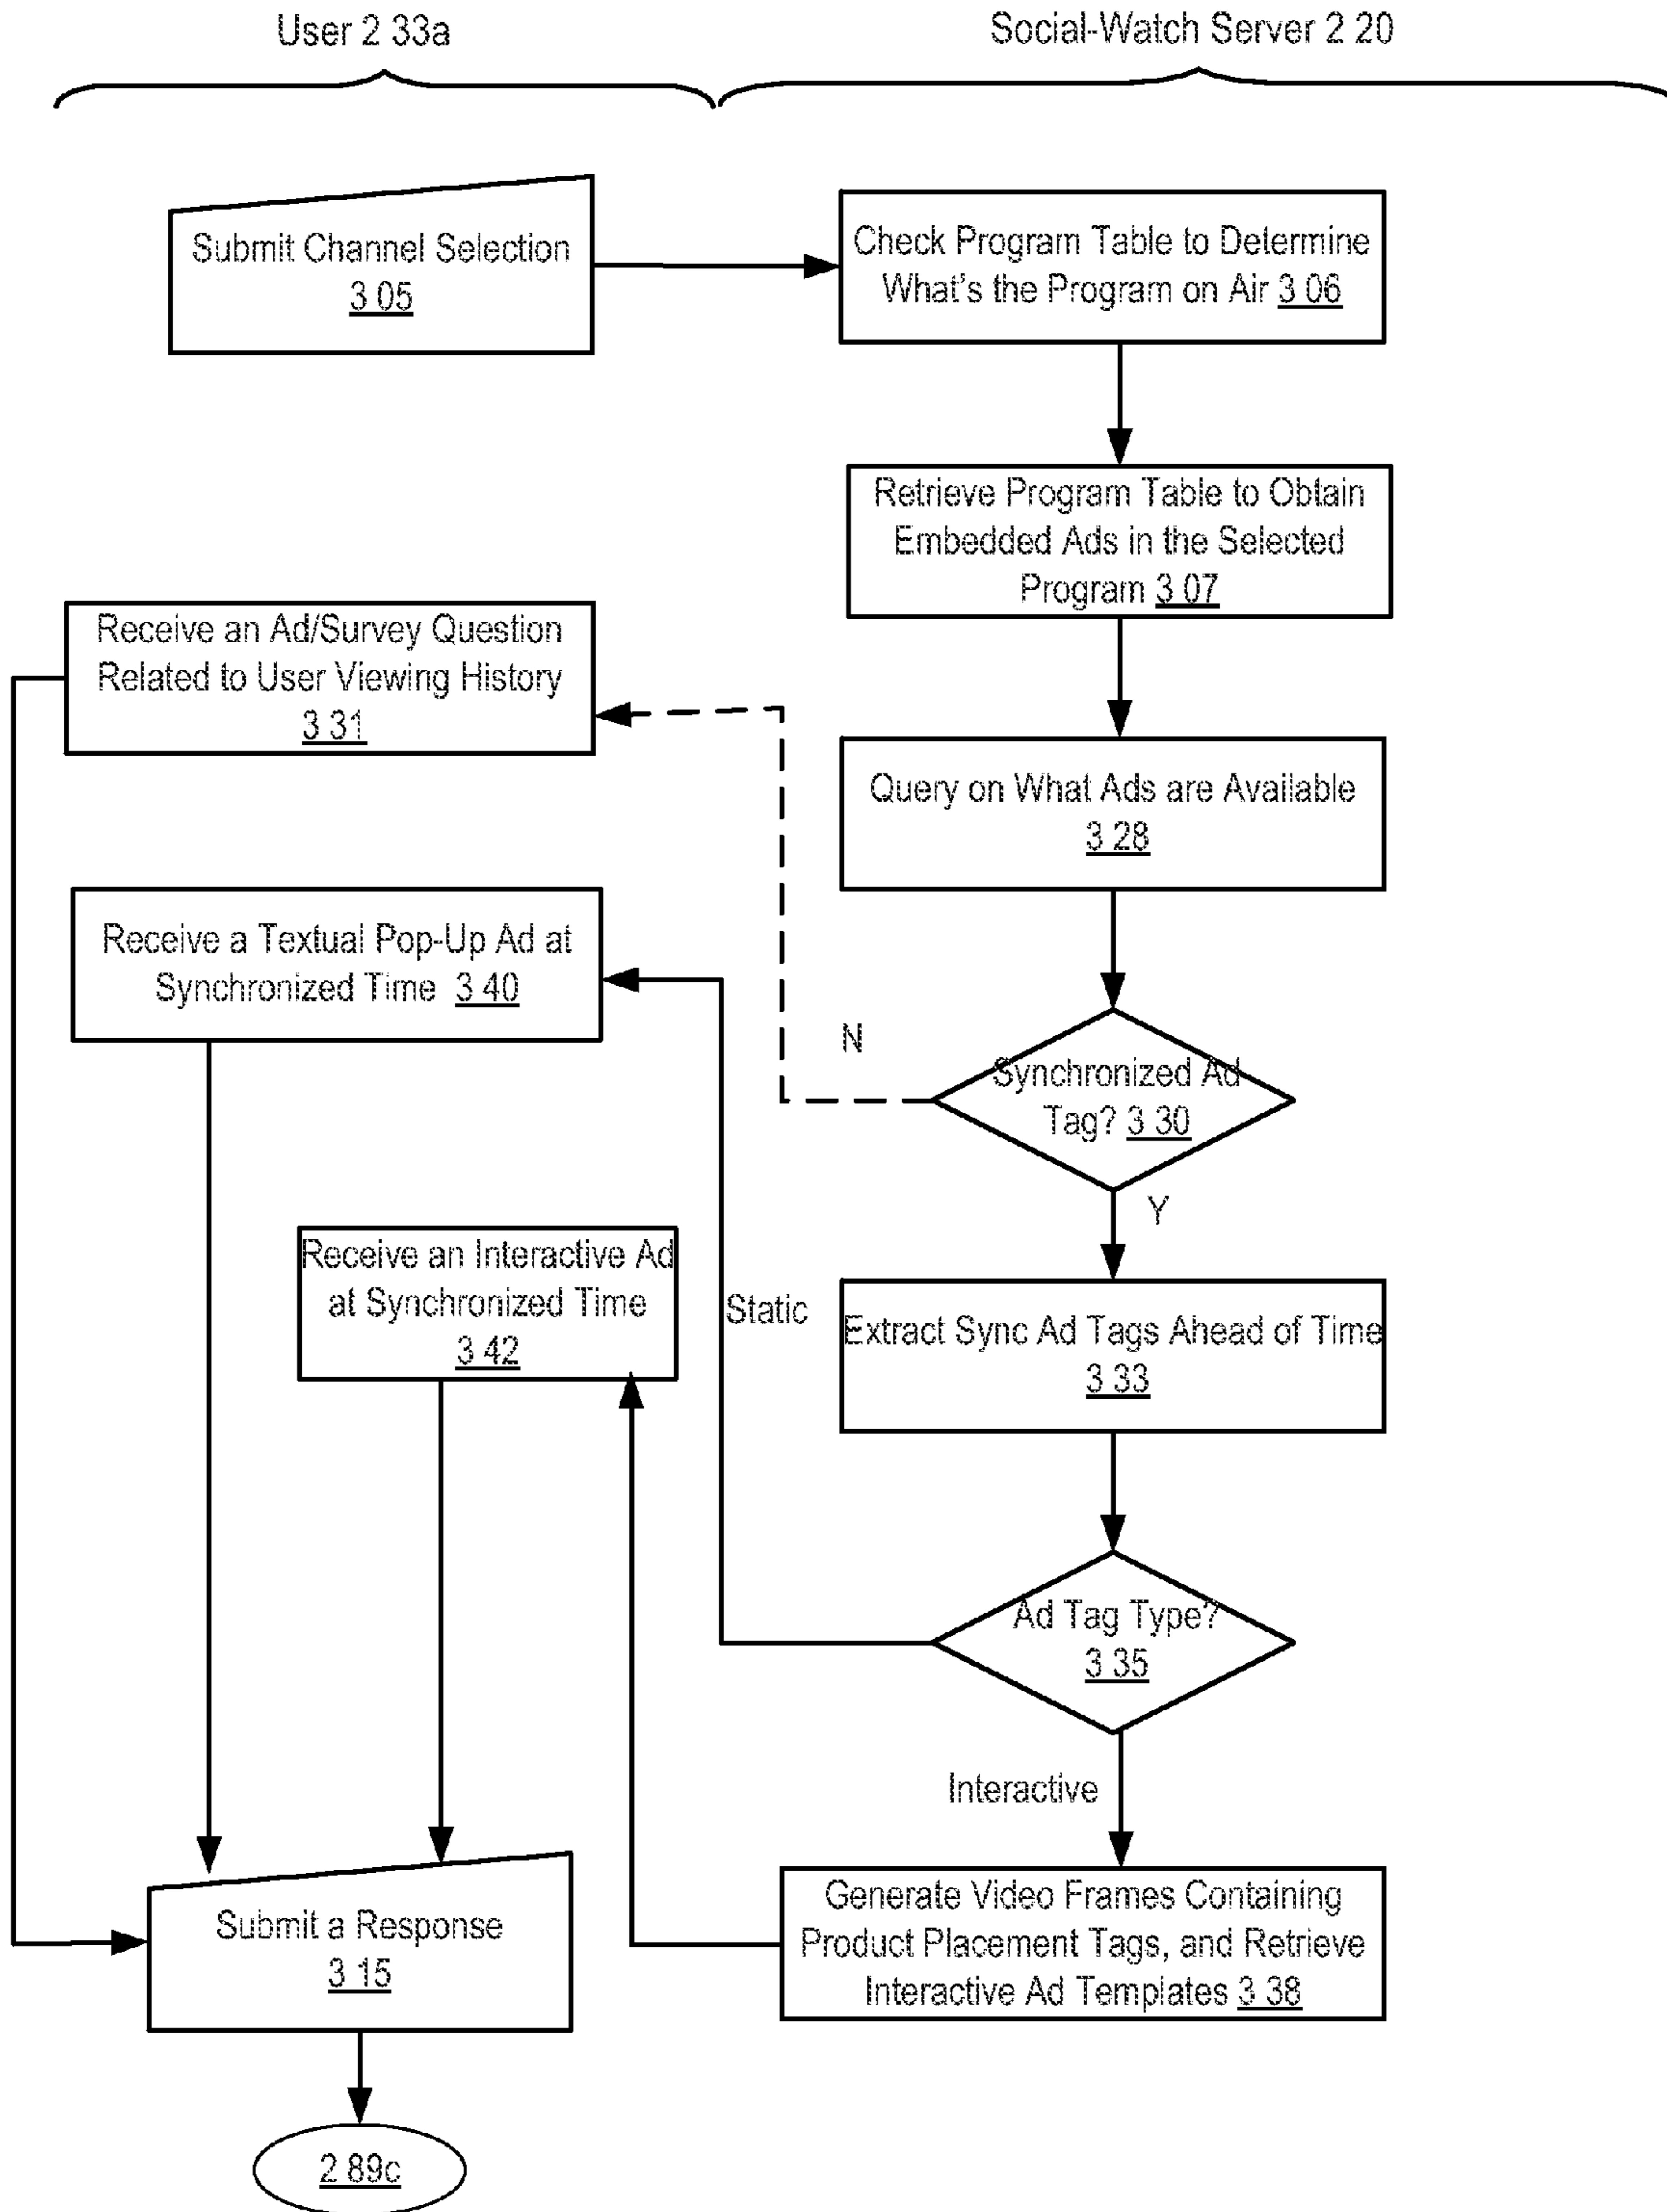 User 2 33a
Social-Watch Server 2 20
Submit Channel Selection
3 05
Check Program Table to Determine
What's the Program on Air 3 06
Retrieve Program Table to Obtain
Embedded Ads in the Selected
Program 3 07
Receive an Ad/Survey Question
Related to User Viewing History
3 31
Query on What Ads are Available
3 28
Receive a Textual Pop-Up Ad at
Synchronized Time 3 40
N
Synchronized Ad
Tag? 3 30
Y
Receive an Interactive Ad
at Synchronized Time
3 42
Static
Extract Sync Ad Tags Ahead of Time
3 33
Ad Tag Type?
3 35
Interactive
Generate Video Frames Containing
Product Placement Tags, and Retrieve
Interactive Ad Templates 3 38
Submit a Response
3 15
2 89c